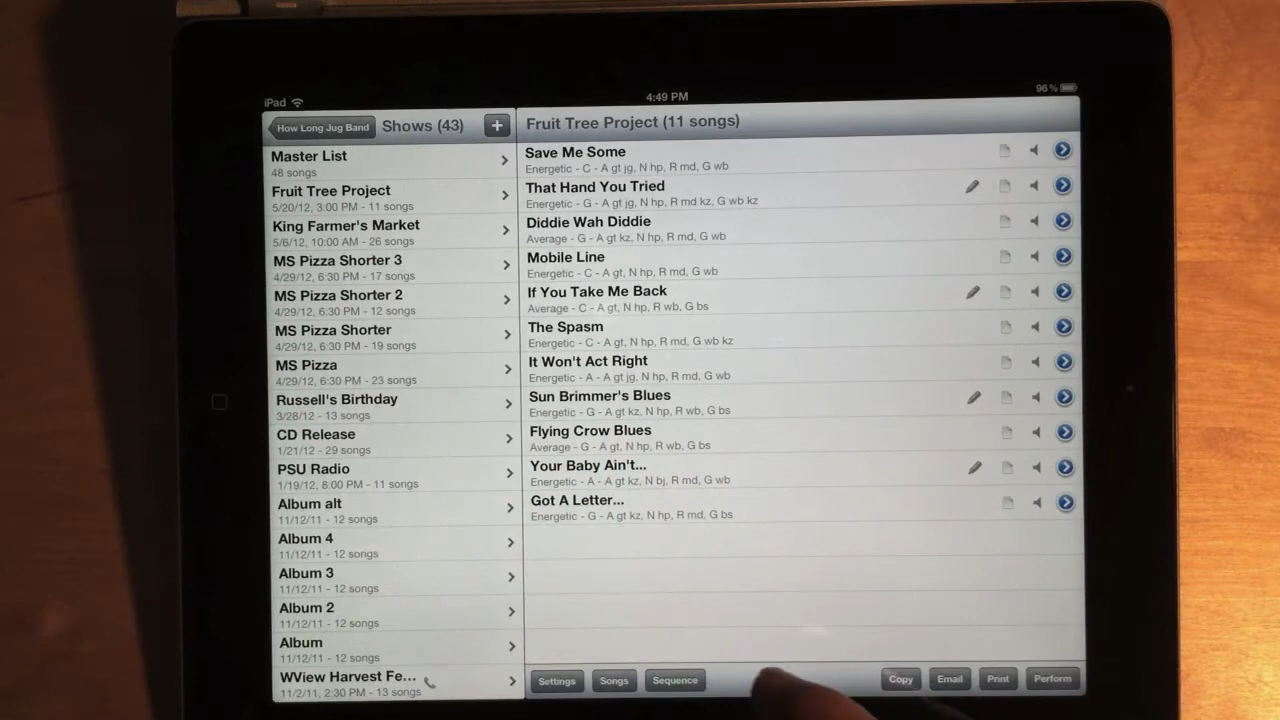 iPad
4:49 PM
96 %
How Long Jug Band
Shows (43)
+
Master List
48 songs
Fruit Tree Project
5/20/12, 3:00 PM - 11 songs
King Farmer's Market
5/6/12, 10:00 AM - 26 songs
MS Pizza Shorter 3
4/29/12, 6:30 PM - 17 songs
MS Pizza Shorter 2
4/29/12, 6:30 PM - 12 songs
MS Pizza Shorter
4/29/12, 6:30 PM - 19 songs
MS Pizza
4/29/12, 6:30 PM - 23 songs
Russell's Birthday
3/28/12 - 13 songs
CD Release
1/21/12 - 29 songs
PSU Radio
1/19/12, 8:00 PM - 11 songs
Album alt
11/12/11 - 12 songs
Album 4
11/12/11 - 12 songs
Album 3
11/12/11 - 12 songs
Album 2
11/12/11 - 12 songs
Album
11/12/11 - 12 songs
WView Harvest Fe...
11/2/11, 2:30 PM - 13 songs
Fruit Tree Project (11 songs)
Save Me Some
Energetic - C - A gt jg, N hp, R md, G wb
That Hand You Tried
Energetic - G - A gt jg, N hp, R md kz, G wb kz
Diddie Wah Diddie
Average - G - A gt kz, N hp, R md, G wb
Mobile Line
Energetic - C - A gt, N hp, R md, G wb
If You Take Me Back
Average - C - A gt kz, N hp, R wb, G bs
The Spasm
Energetic - C - A gt, N hp, R md, G wb kz
It Won't Act Right
Energetic - A - A gt jg, N hp, R md, G wb
Sun Brimmer's Blues
Energetic - G - A gt kz, N hp, R wb, G bs
Flying Crow Blues
Average - G - A gt kz, N hp, R wb, G bs
Your Baby Ain't...
Energetic - A - A gt kz, N bj, R md, G wb
Got A Letter...
Energetic - G - A gt kz, N hp, R md, G bs
Settings
Songs
Sequence
Copy
Email
Print
Perform